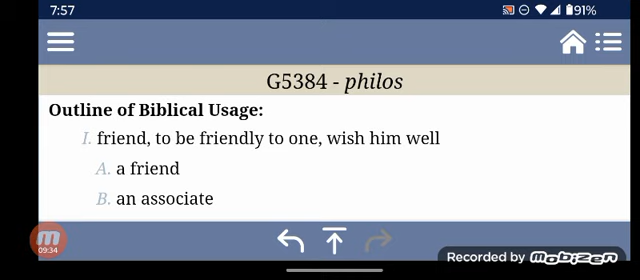 7:57
91%
G5384 - philos
Outline of Biblical Usage:
I. friend, to be friendly to one, wish him well
A. a friend
B. an associate
09:34
Recorded by Mobizen